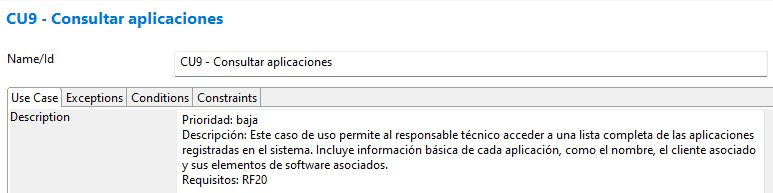 CU9 - Consultar aplicaciones
Name/Id CU9 - Consultar aplicaciones
Use Case Exceptions Conditions Constraints
Description Prioridad: baja
Descripción: Este caso de uso permite al responsable técnico acceder a una lista completa de las aplicaciones
registradas en el sistema. Incluye información básica de cada aplicación, como el nombre, el cliente asociado
y sus elementos de software asociados.
Requisitos: RF20